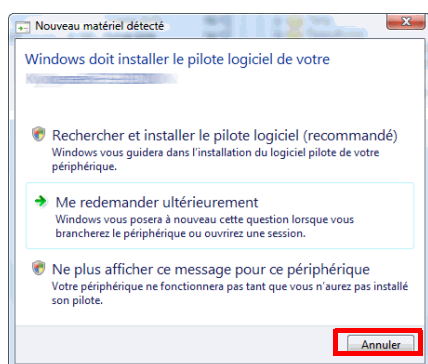 Nouveau matériel détecté
Windows doit installer le pilote logiciel de votre
Rechercher et installer le pilote logiciel (recommandé)
Windows vous guidera dans l'installation du logiciel pilote de votre
périphérique.
Me redemander ultérieurement
Windows vous posera à nouveau cette question lorsque vous
brancherez le périphérique ou ouvrirez une session.
Ne plus afficher ce message pour ce périphérique
Votre périphérique ne fonctionnera pas tant que vous n'aurez pas installé
son pilote.
Annuler